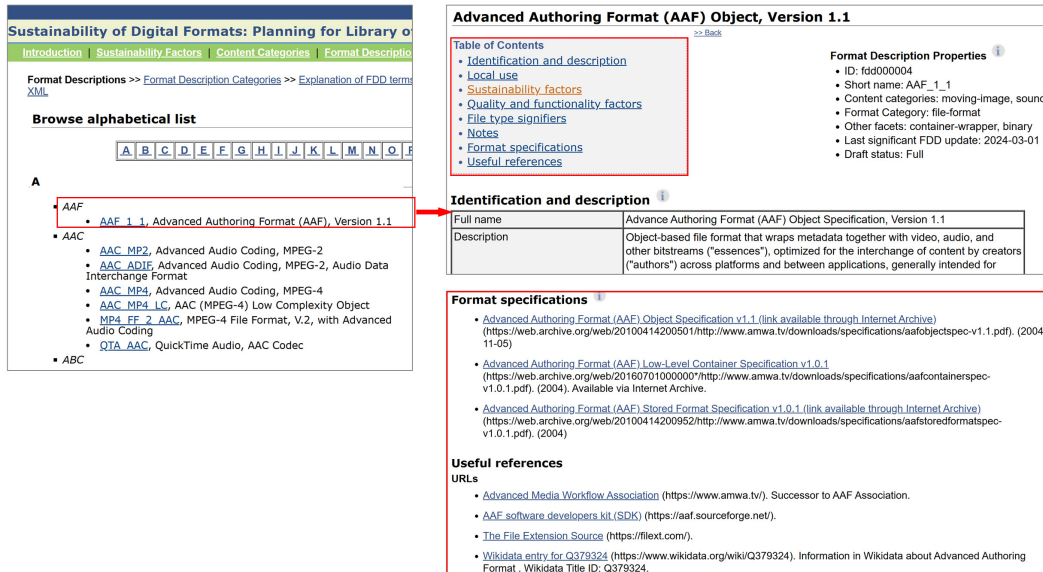 Sustainability of Digital Formats: Planning for Library o
Introduction | Sustainability Factors | Content Categories | Format Descriptio
Format Descriptions >> Format Description Categories >> Explanation of FDD terms
XML
Browse alphabetical list
A B C D E F G H I J K L M N O
A
AAF
AAF_1_1, Advanced Authoring Format (AAF), Version 1.1
AAC
AAC_MP2, Advanced Audio Coding, MPEG-2
AAC_ADIF, Advanced Audio Coding, MPEG-2, Audio Data
Interchange Format
AAC_MP4, Advanced Audio Coding, MPEG-4
AAC_MP4_LC, AAC (MPEG-4) Low Complexity Object
MP4_FF_2_AAC, MPEG-4 File Format, V.2, with Advanced
Audio Coding
QTA_AAC, QuickTime Audio, AAC Codec
ABC
Advanced Authoring Format (AAF) Object, Version 1.1
>> Back
Table of Contents
Identification and description
Local use
Sustainability factors
Quality and functionality factors
File type signifiers
Notes
Format specifications
Useful references
Format Description Properties i
ID: fdd000004
Short name: AAF_1_1
Content categories: moving-image, sound
Format Category: file-format
Other facets: container-wrapper, binary
Last significant FDD update: 2024-03-01
Draft status: Full
Identification and description i
Full name Advance Authoring Format (AAF) Object Specification, Version 1.1
Description Object-based file format that wraps metadata together with video, audio, and
other bitstreams ("essences"), optimized for the interchange of content by creators
("authors") across platforms and between applications, generally intended for
Format specifications i
Advanced Authoring Format (AAF) Object Specification v1.1 (link available through Internet Archive)
(https://web.archive.org/web/20100414200501/http://www.amwa.tv/downloads/specifications/aafobjectspec-v1.1.pdf). (2004
11-05)
Advanced Authoring Format (AAF) Low-Level Container Specification v1.0.1
(https://web.archive.org/web/20160701000000*/http://www.amwa.tv/downloads/specifications/aafcontainerspec-
v1.0.1.pdf). (2004). Available via Internet Archive.
Advanced Authoring Format (AAF) Stored Format Specification v1.0.1 (link available through Internet Archive)
(https://web.archive.org/web/20100414200952/http://www.amwa.tv/downloads/specifications/aafstoredformatspec-
v1.0.1.pdf). (2004)
Useful references
URLs
Advanced Media Workflow Association (https://www.amwa.tv/). Successor to AAF Association.
AAF software developers kit (SDK) (https://aaf.sourceforge.net/).
The File Extension Source (https://filext.com/).
Wikidata entry for Q379324 (https://www.wikidata.org/wiki/Q379324). Information in Wikidata about Advanced Authoring
Format . Wikidata Title ID: Q379324.